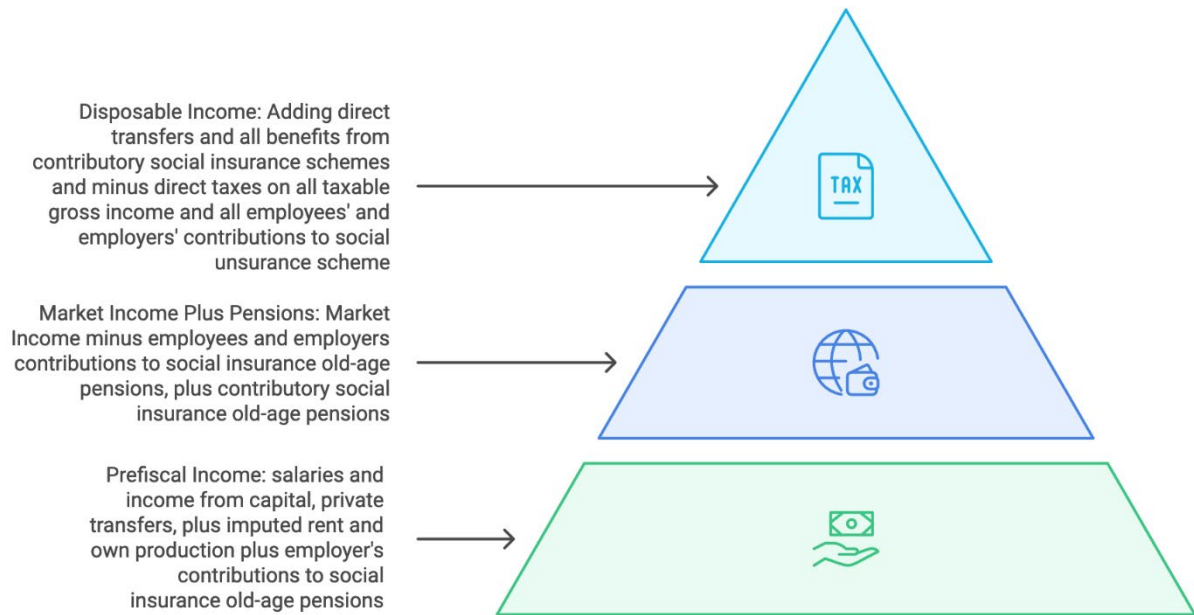 Disposable Income: Adding direct
transfers and all benefits from
contributory social insurance schemes
and minus direct taxes on all taxable
gross income and all employees' and
employers' contributions to social
unsurance scheme
TAX
Market Income Plus Pensions: Market
Income minus employees and employers
contributions to social insurance old-age
pensions, plus contributory social
insurance old-age pensions
Prefiscal Income: salaries and
income from capital, private
transfers, plus imputed rent and
own production plus employer's
contributions to social
insurance old-age pensions